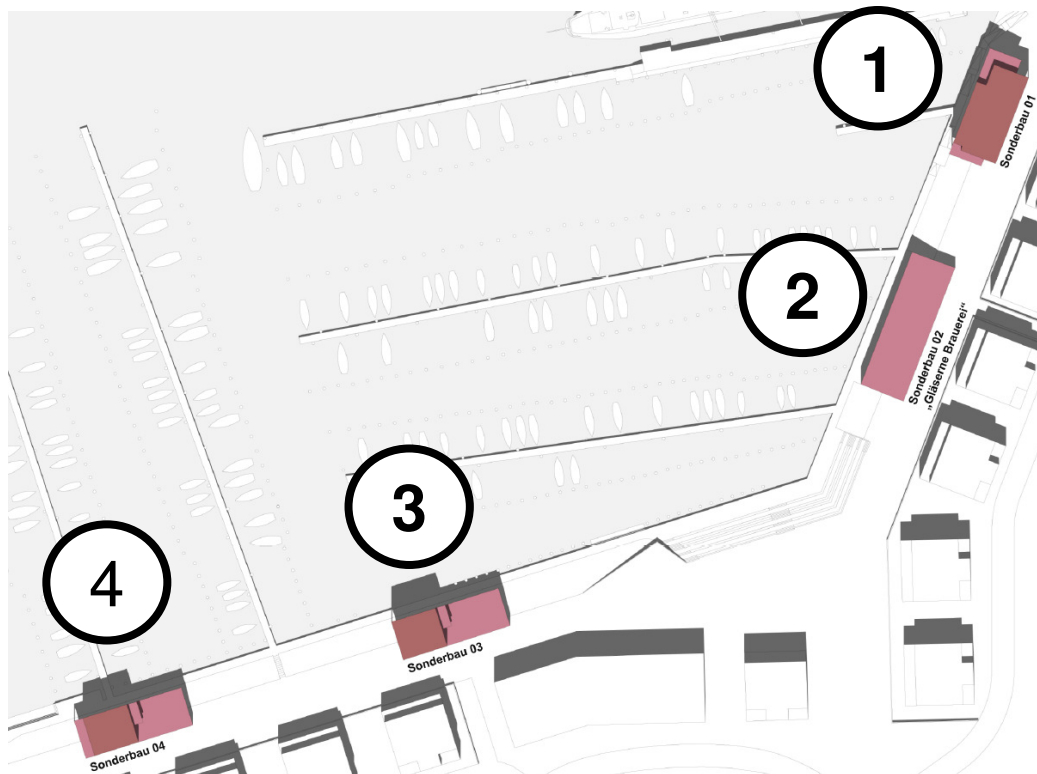 1
Sonderbau 01
2
Sonderbau 02
„Gläserne Brauerei“
3
Sonderbau 03
4
Sonderbau 04